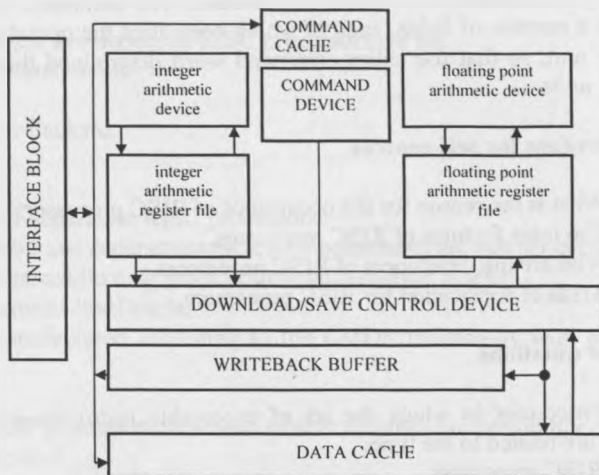 COMMAND
CACHE
COMMAND
DEVICE
integer
arithmetic
device
floating point
arithmetic device
INTERFACE BLOCK
integer
arithmetic
register file
floating point
arithmetic register
file
DOWNLOAD/SAVE CONTROL DEVICE
WRITEBACK BUFFER
DATA CACHE